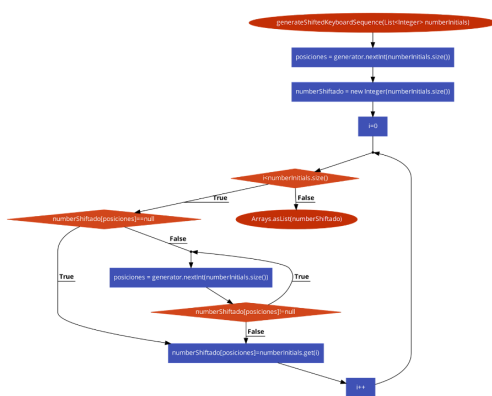 generateShiftedKeyboardSequence(List<Integer> numberInitials)
posiciones = generator.nextInt(numberInitials.size())
numberShiftado = new Integer(numberInitials.size())
i=0
i<numberInitials.size()
True
False
numberShiftado[posiciones]==null
Arrays.asList(numberShiftado)
False
True
posiciones = generator.nextInt(numberInitials.size())
True
numberShiftado[posiciones]!=null
False
numberShiftado[posiciones]=numberInitials.get(i)
i++